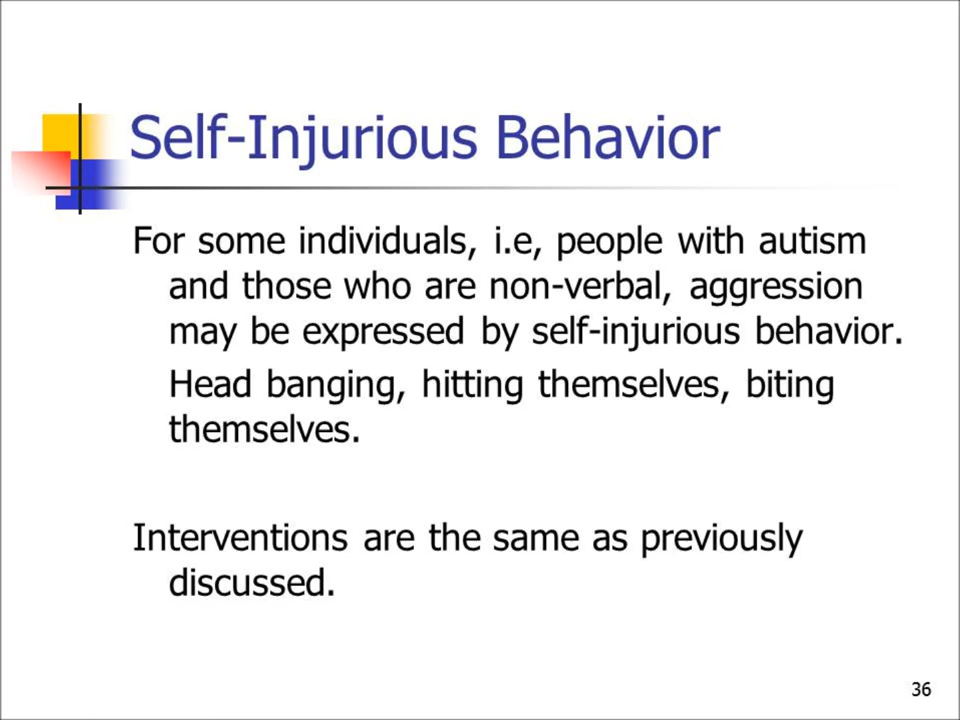 Self-Injurious Behavior
For some individuals, i.e, people with autism
and those who are non-verbal, aggression
may be expressed by self-injurious behavior.
Head banging, hitting themselves, biting
themselves.
Interventions are the same as previously
discussed.
36